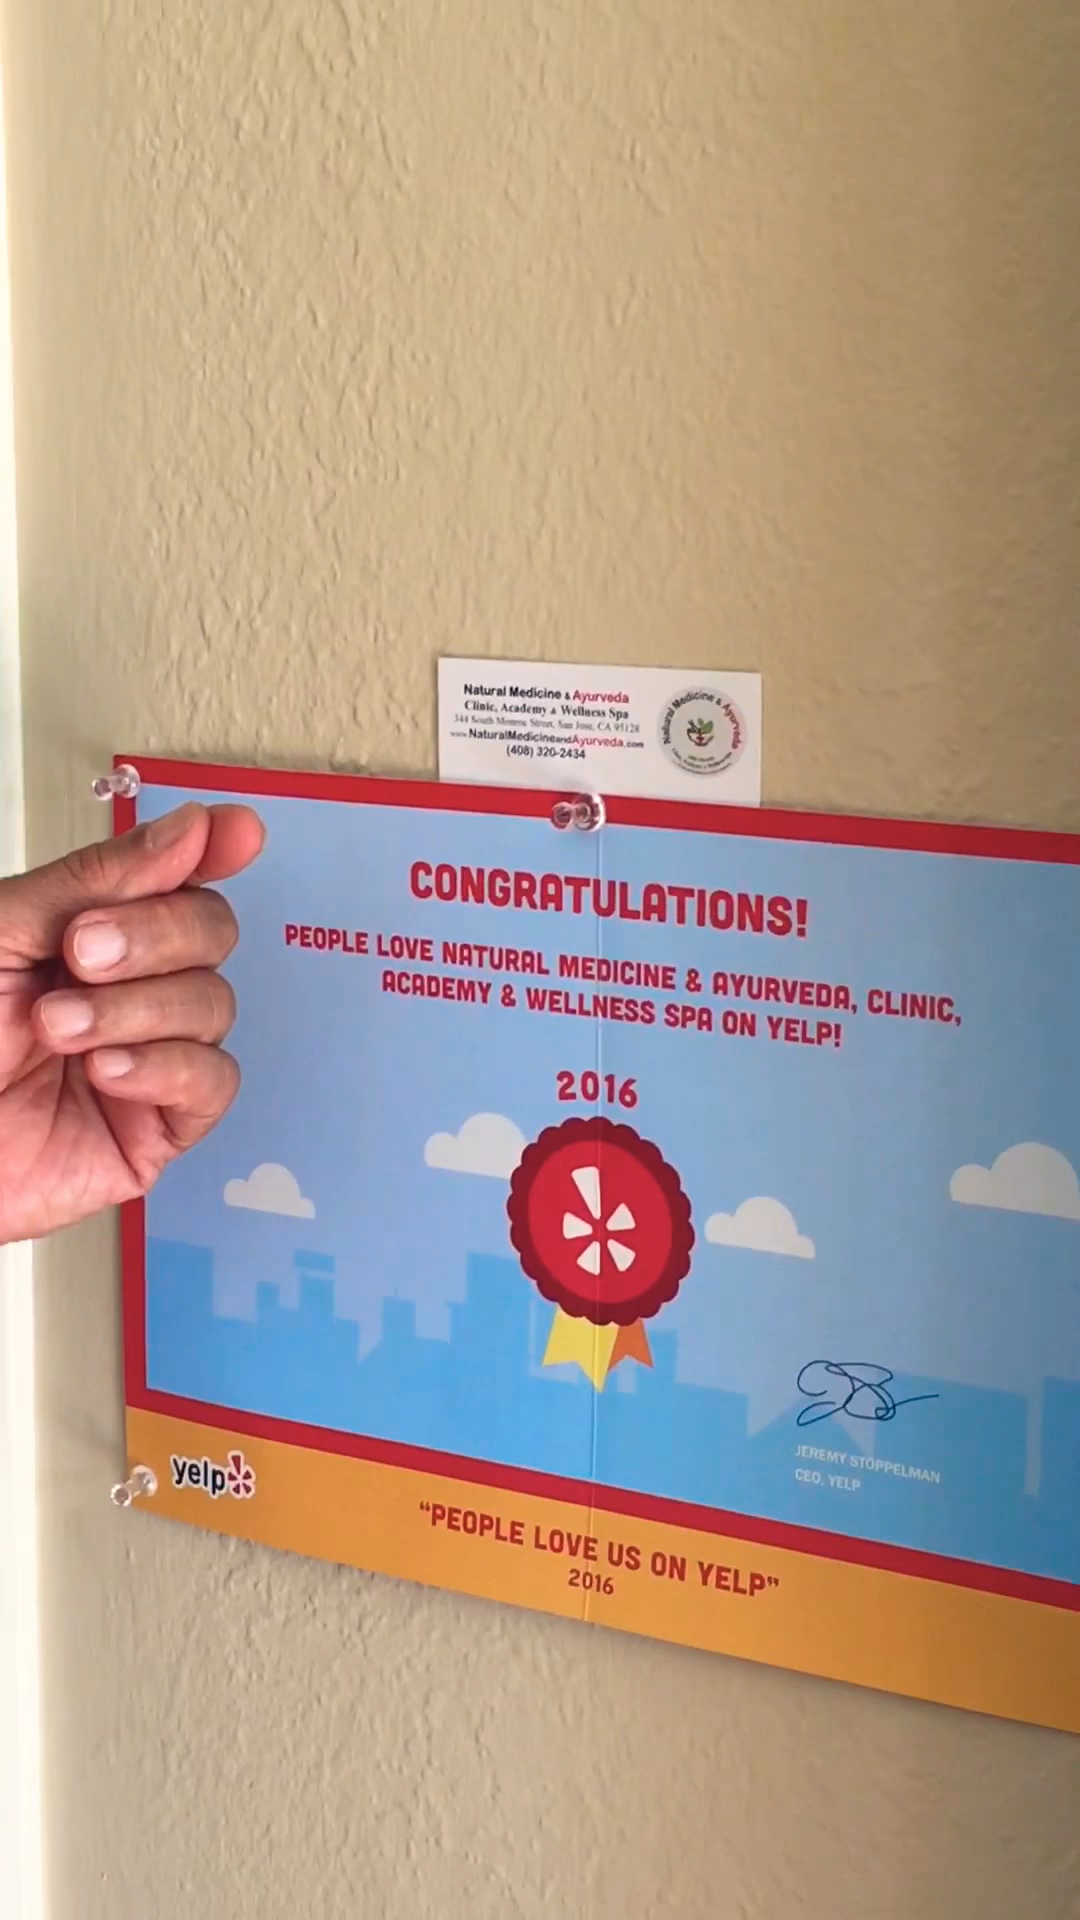 Natural Medicine & Ayurveda
Clinic, Academy & Wellness Spa
344 South Monroe Street, San Jose, CA 95128
www.NaturalMedicineandAyurveda.com
(408) 320-2434
Natural Medicine & Ayurveda
CONGRATULATIONS!
PEOPLE LOVE NATURAL MEDICINE & AYURVEDA, CLINIC,
ACADEMY & WELLNESS SPA ON YELP!
2016
JEREMY STOPPELMAN
CEO, YELP
yelp
“PEOPLE LOVE US ON YELP”
2016